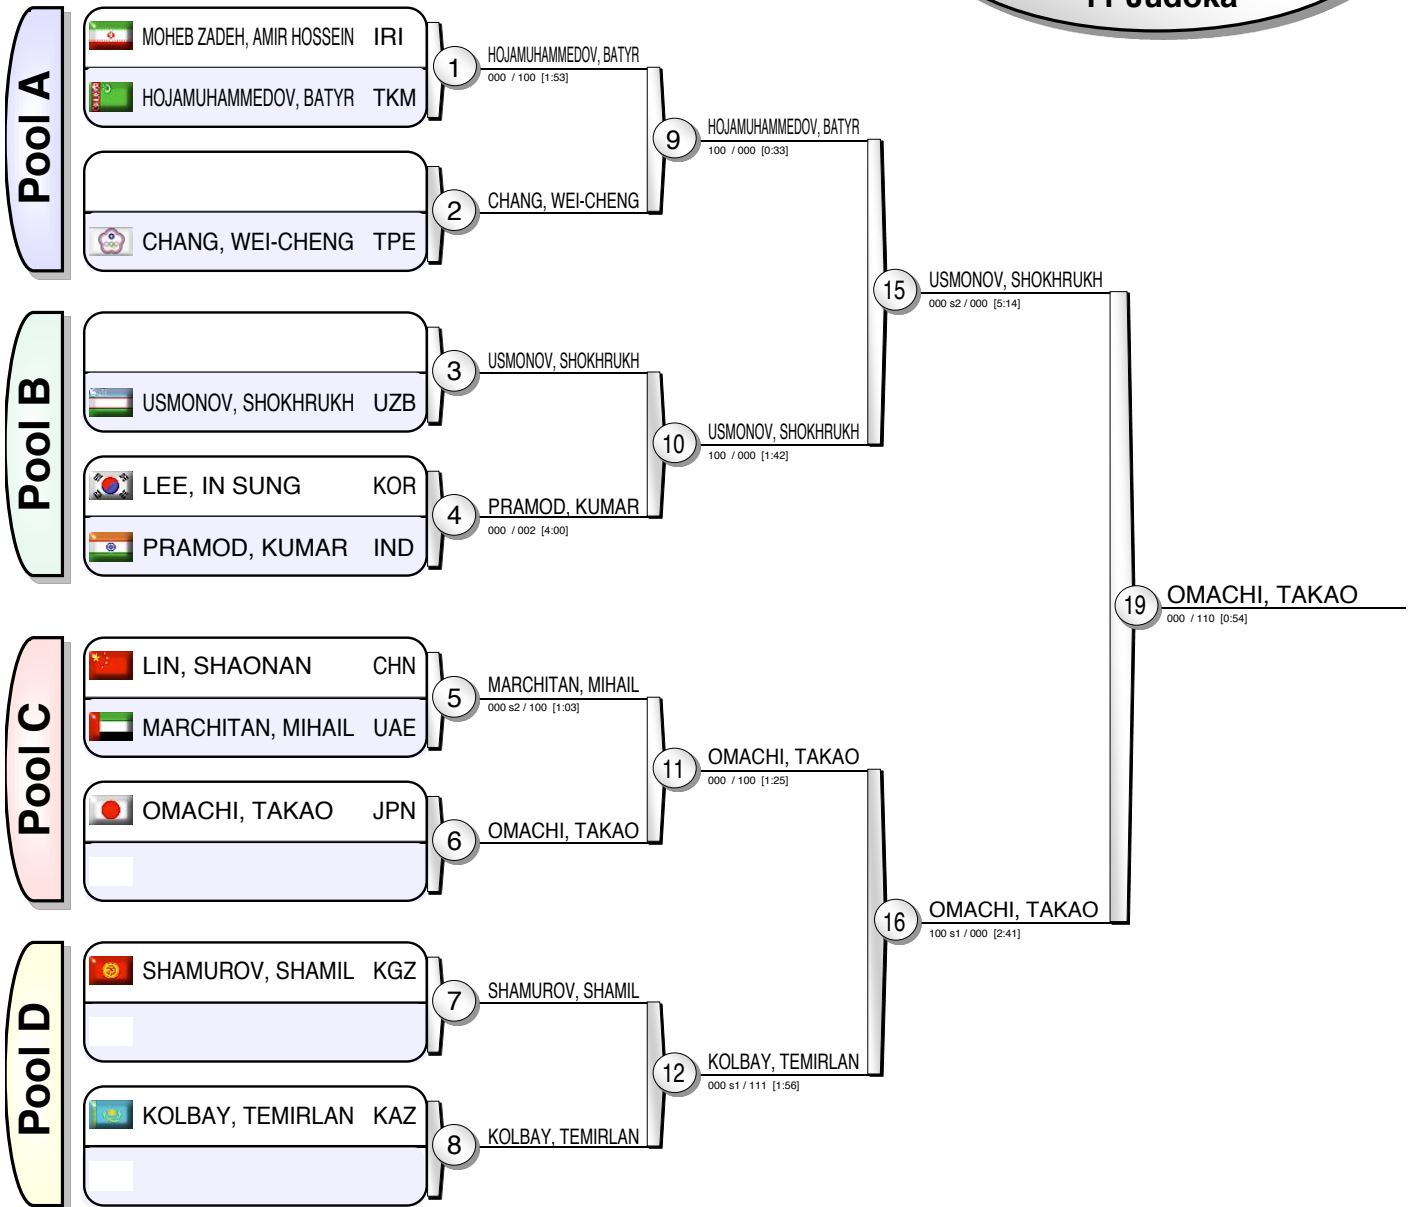 11 Judoka
Pool A
MOHEB ZADEH, AMIR HOSSEIN IRI
HOJAMUHAMMEDOV, BATYR TKM
1
HOJAMUHAMMEDOV, BATYR
000 / 100 [1:53]
CHANG, WEI-CHENG TPE
2
CHANG, WEI-CHENG
9
HOJAMUHAMMEDOV, BATYR
100 / 000 [0:33]
Pool B
USMONOV, SHOKHRUKH UZB
3
USMONOV, SHOKHRUKH
LEE, IN SUNG KOR
PRAMOD, KUMAR IND
4
PRAMOD, KUMAR
000 / 002 [4:00]
10
USMONOV, SHOKHRUKH
100 / 000 [1:42]
15
USMONOV, SHOKHRUKH
000 s2 / 000 [5:14]
Pool C
LIN, SHAONAN CHN
MARCHITAN, MIHAIL UAE
5
MARCHITAN, MIHAIL
000 s2 / 100 [1:03]
OMACHI, TAKAO JPN
6
OMACHI, TAKAO
11
OMACHI, TAKAO
000 / 100 [1:25]
Pool D
SHAMUROV, SHAMIL KGZ
7
SHAMUROV, SHAMIL
KOLBAY, TEMIRLAN KAZ
8
KOLBAY, TEMIRLAN
12
KOLBAY, TEMIRLAN
000 s1 / 111 [1:56]
16
OMACHI, TAKAO
100 s1 / 000 [2:41]
19
OMACHI, TAKAO
000 / 110 [0:54]